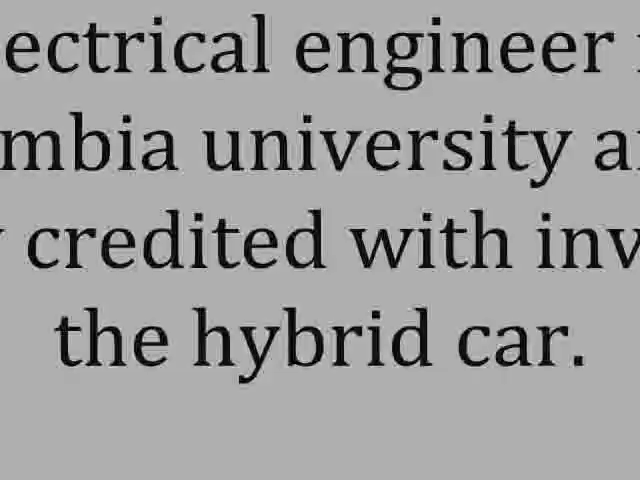 ectrical engineer
mbia university a
credited with inv
the hybrid car.